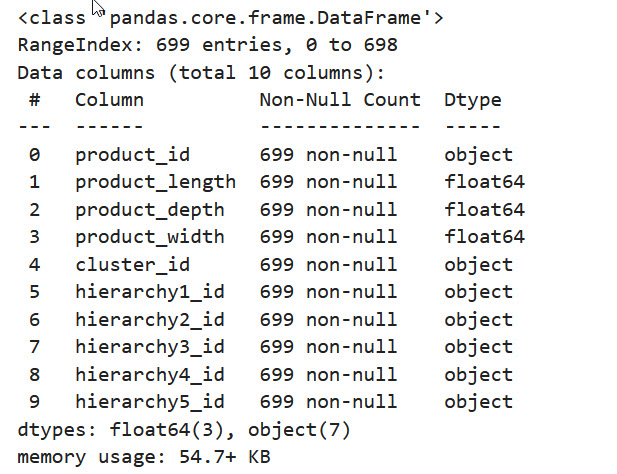 <class 'pandas.core.frame.DataFrame'>
RangeIndex: 699 entries, 0 to 698
Data columns (total 10 columns):
 #   Column          Non-Null Count  Dtype
---  ------          --------------  -----
 0   product_id      699 non-null    object
 1   product_length  699 non-null    float64
 2   product_depth   699 non-null    float64
 3   product_width   699 non-null    float64
 4   cluster_id      699 non-null    object
 5   hierarchy1_id   699 non-null    object
 6   hierarchy2_id   699 non-null    object
 7   hierarchy3_id   699 non-null    object
 8   hierarchy4_id   699 non-null    object
 9   hierarchy5_id   699 non-null    object
dtypes: float64(3), object(7)
memory usage: 54.7+ KB